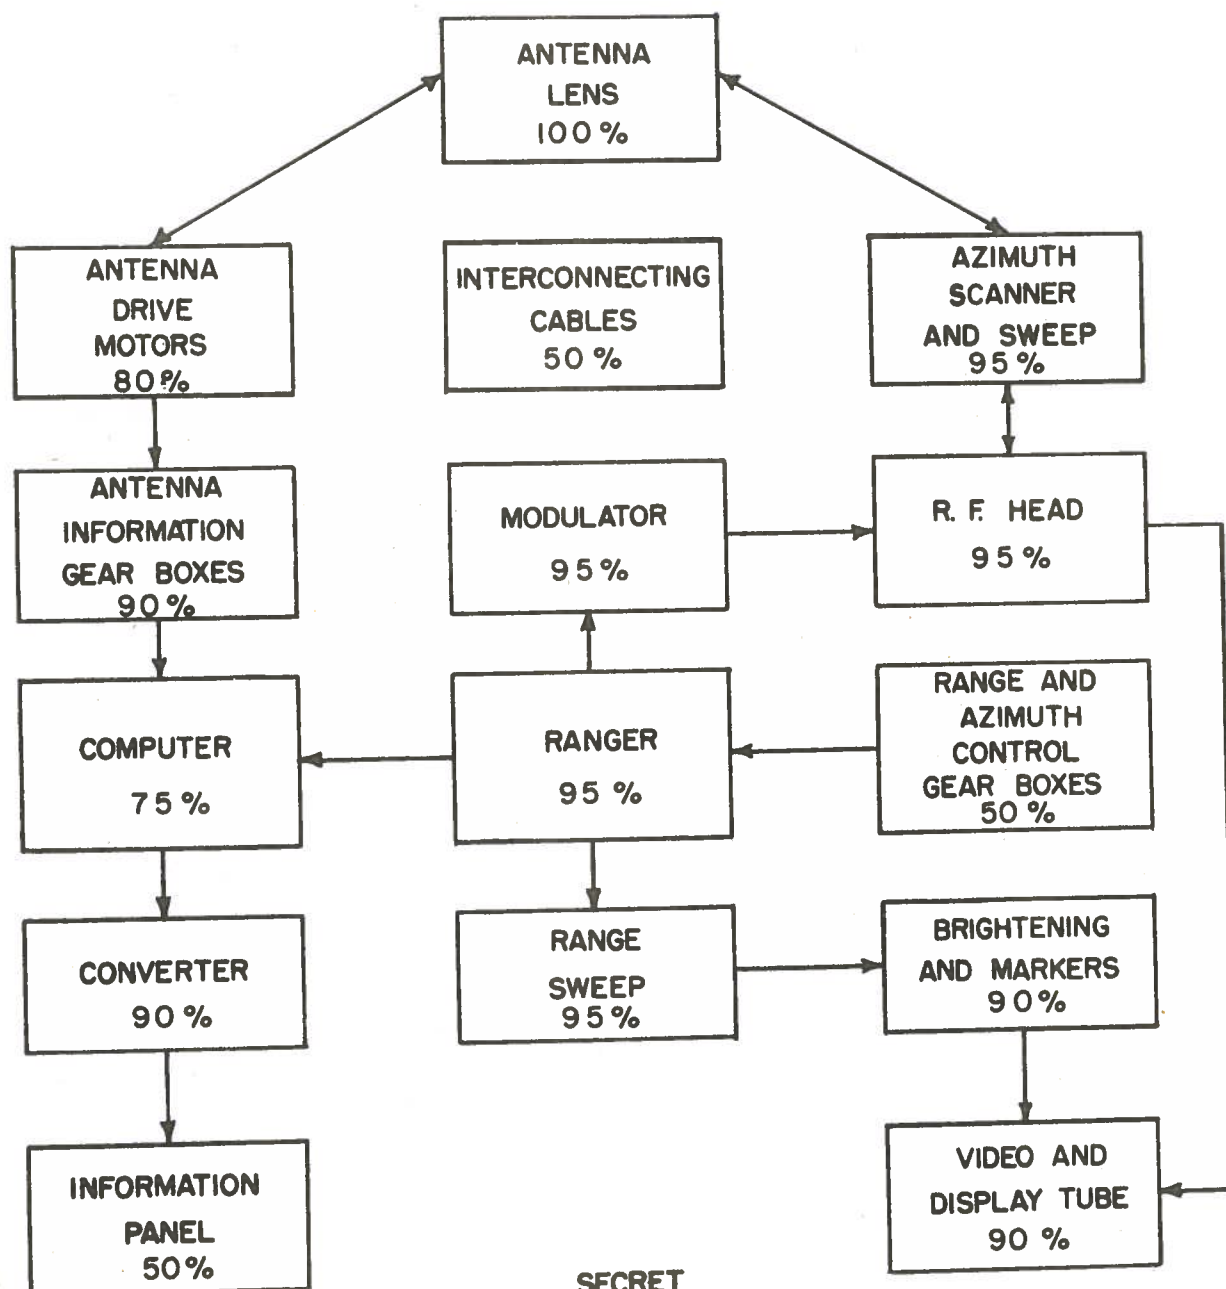 ANTENNA
LENS
100%
ANTENNA
DRIVE
MOTORS
80%
INTERCONNECTING
CABLES
50%
AZIMUTH
SCANNER
AND SWEEP
95%
ANTENNA
INFORMATION
GEAR BOXES
90%
MODULATOR
95%
R. F. HEAD
95%
COMPUTER
75%
RANGER
95%
RANGE AND
AZIMUTH
CONTROL
GEAR BOXES
50%
CONVERTER
90%
RANGE
SWEEP
95%
BRIGHTENING
AND MARKERS
90%
INFORMATION
PANEL
50%
VIDEO AND
DISPLAY TUBE
90%
SECRET